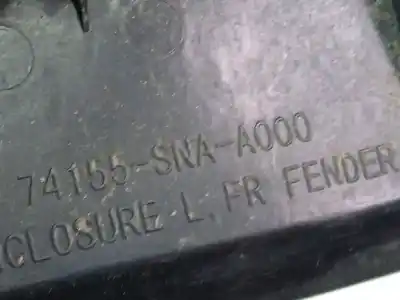 74155-SNA-A000
CLOSURE L, FR FENDER